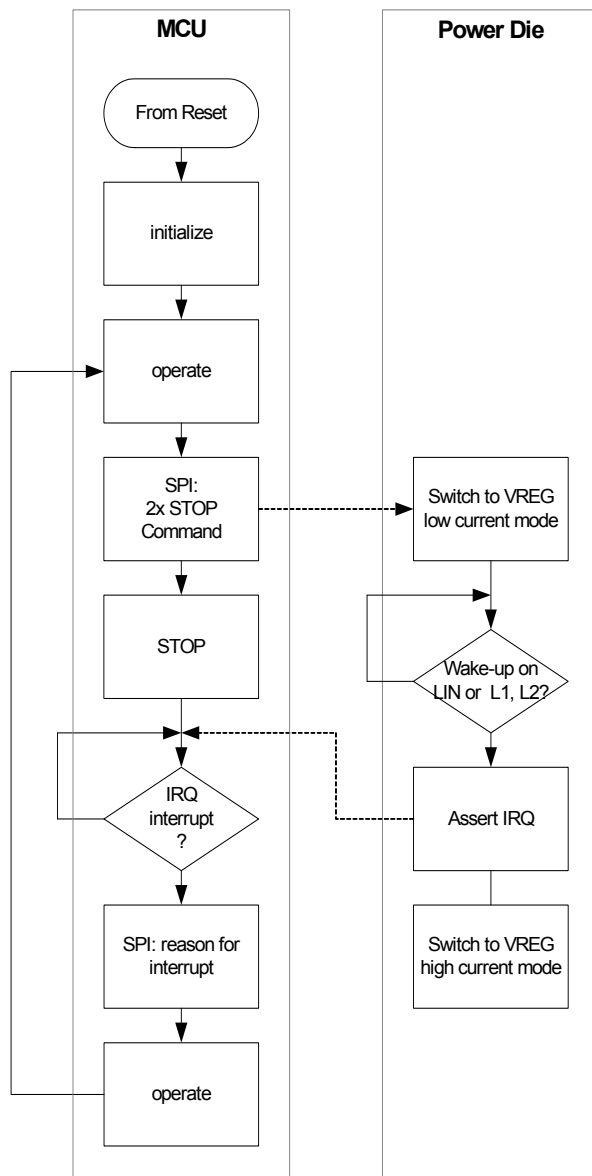 MCU
From Reset
initialize
operate
SPI:
2x STOP
Command
STOP
IRQ
interrupt
?
SPI: reason for
interrupt
operate
Power Die
Switch to VREG
low current mode
Wake-up on
LIN or L1, L2?
Assert IRQ
Switch to VREG
high current mode